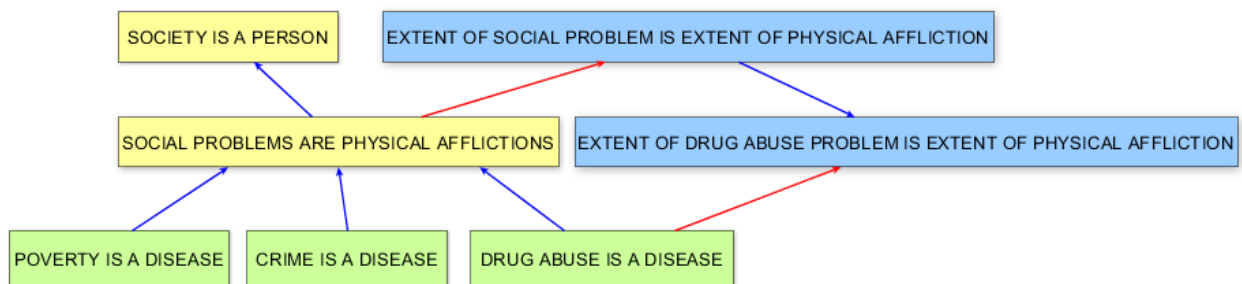 SOCIETY IS A PERSON
EXTENT OF SOCIAL PROBLEM IS EXTENT OF PHYSICAL AFFLICTION
SOCIAL PROBLEMS ARE PHYSICAL AFFLICTIONS
EXTENT OF DRUG ABUSE PROBLEM IS EXTENT OF PHYSICAL AFFLICTION
POVERTY IS A DISEASE
CRIME IS A DISEASE
DRUG ABUSE IS A DISEASE